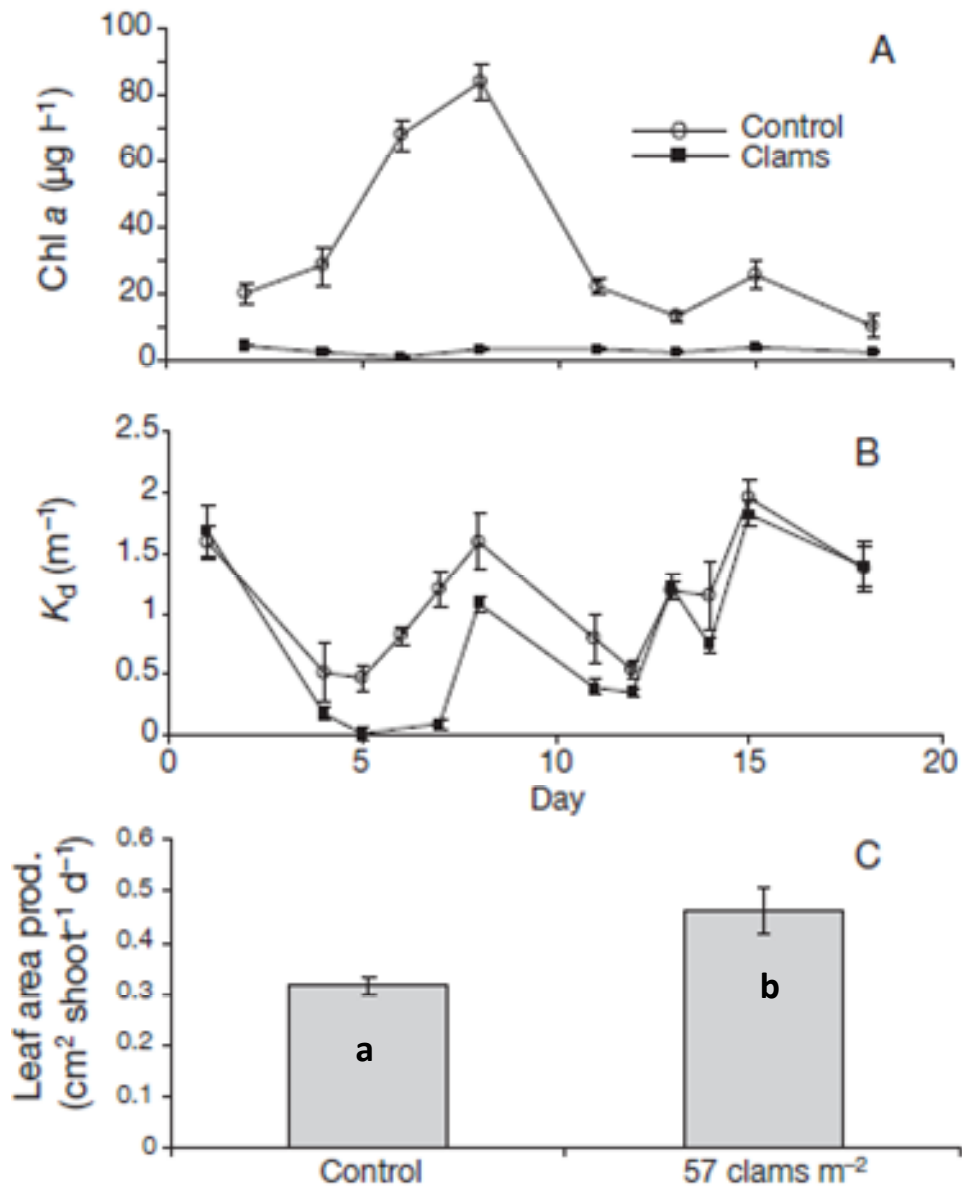 A
Chl a (µg l⁻¹)
100
80
60
40
20
0
Control
Clams
B
Kd (m⁻¹)
2.5
2
1.5
1
0.5
0
0
5
10
15
20
Day
C
Leaf area prod.
(cm² shoot⁻¹ d⁻¹)
0.6
0.5
0.4
0.3
0.2
0.1
0
a
b
Control
57 clams m⁻²